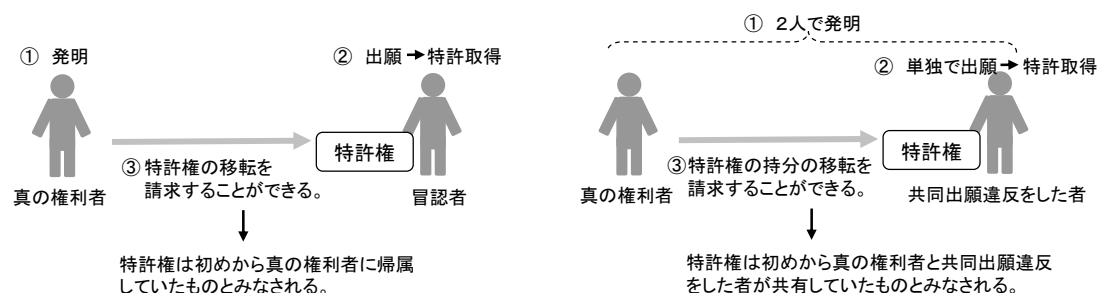 ① 発明
② 出願➞特許取得
特許権
③特許権の移転を
請求することができる。
真の権利者
冒認者
特許権は初めから真の権利者に帰属
していたものとみなされる。
① 2人で発明
② 単独で出願➞特許取得
特許権
③特許権の持分の移転を
請求することができる。
真の権利者
共同出願違反をした者
特許権は初めから真の権利者と共同出願違反
をした者が共有していたものとみなされる。